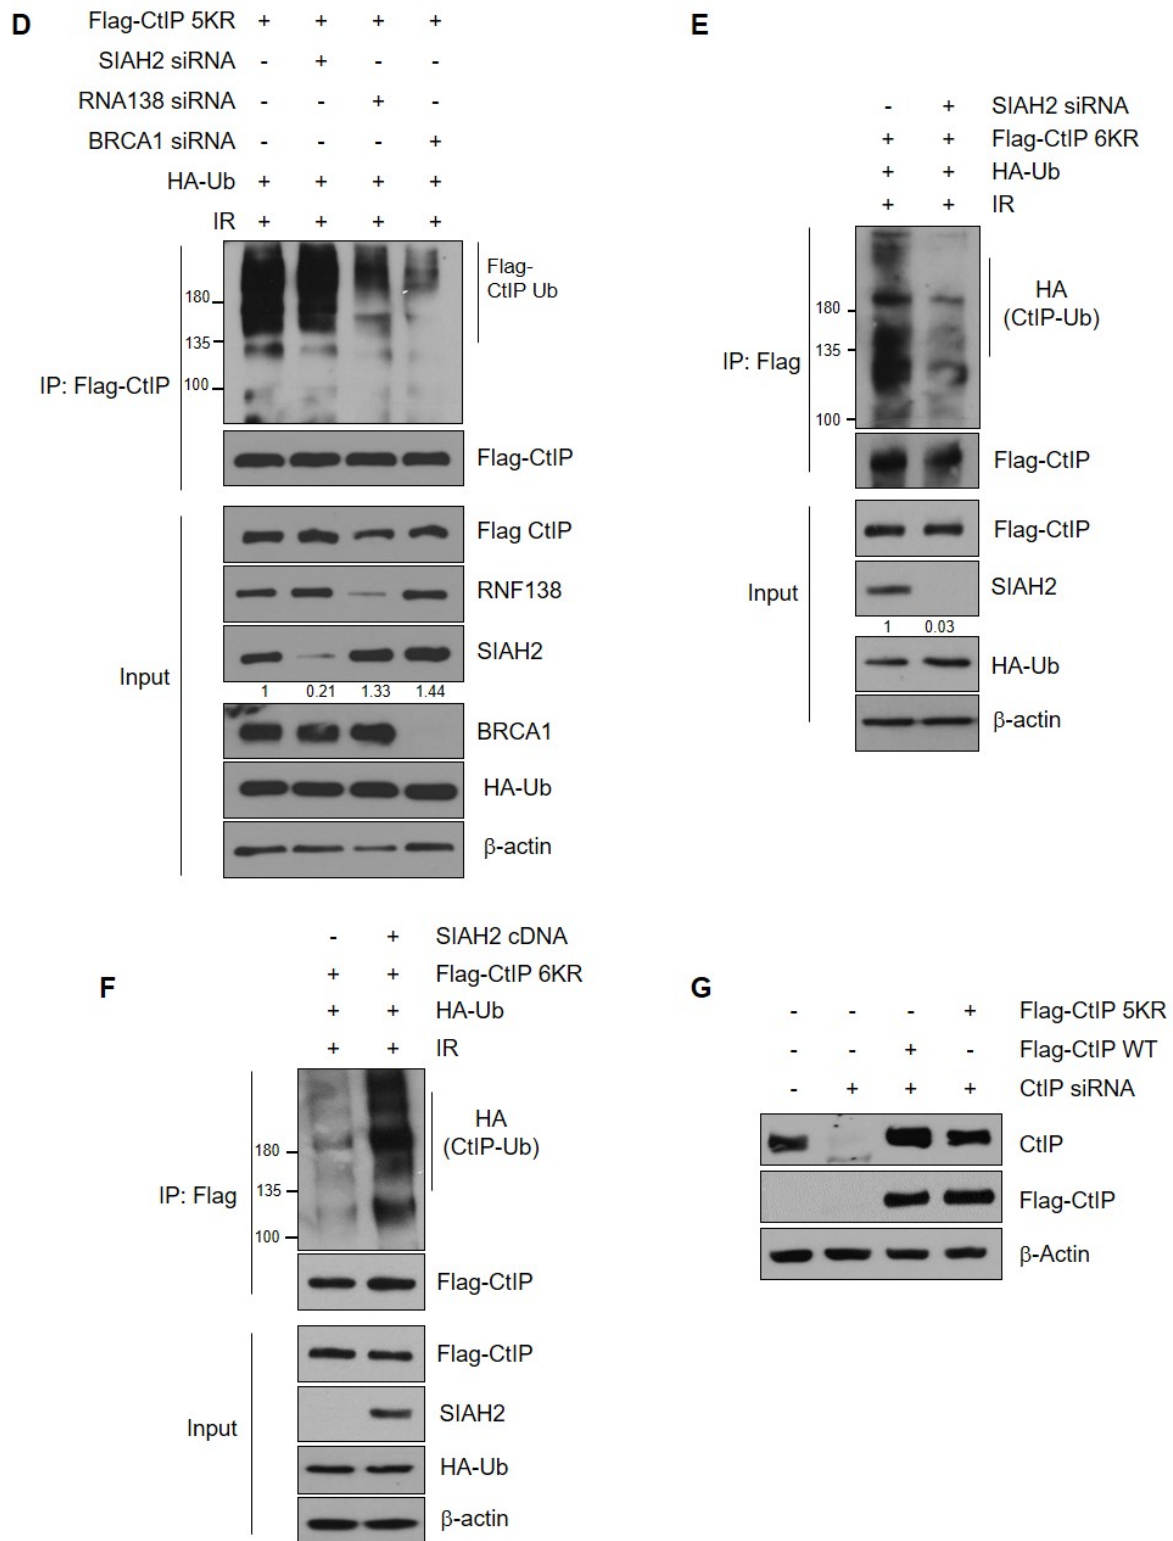 D
Flag-CtIP 5KR + + + +
SIAH2 siRNA - + - -
RNA138 siRNA - - + -
BRCA1 siRNA - - - +
HA-Ub + + + +
IR + + + +
Flag-
CtIP Ub
180
135
100
IP: Flag-CtIP
Flag-CtIP
Flag CtIP
RNF138
SIAH2
1 0.21 1.33 1.44
Input
BRCA1
HA-Ub
β-actin
E
- + SIAH2 siRNA
+ + Flag-CtIP 6KR
+ + HA-Ub
+ + IR
HA
(CtIP-Ub)
180
135
100
IP: Flag
Flag-CtIP
Flag-CtIP
SIAH2
1 0.03
Input
HA-Ub
β-actin
F
- + SIAH2 cDNA
+ + Flag-CtIP 6KR
+ + HA-Ub
+ + IR
HA
(CtIP-Ub)
180
135
100
IP: Flag
Flag-CtIP
Flag-CtIP
SIAH2
Input
HA-Ub
β-actin
G
- - - + Flag-CtIP 5KR
- - + - Flag-CtIP WT
- + + + CtIP siRNA
CtIP
Flag-CtIP
β-Actin